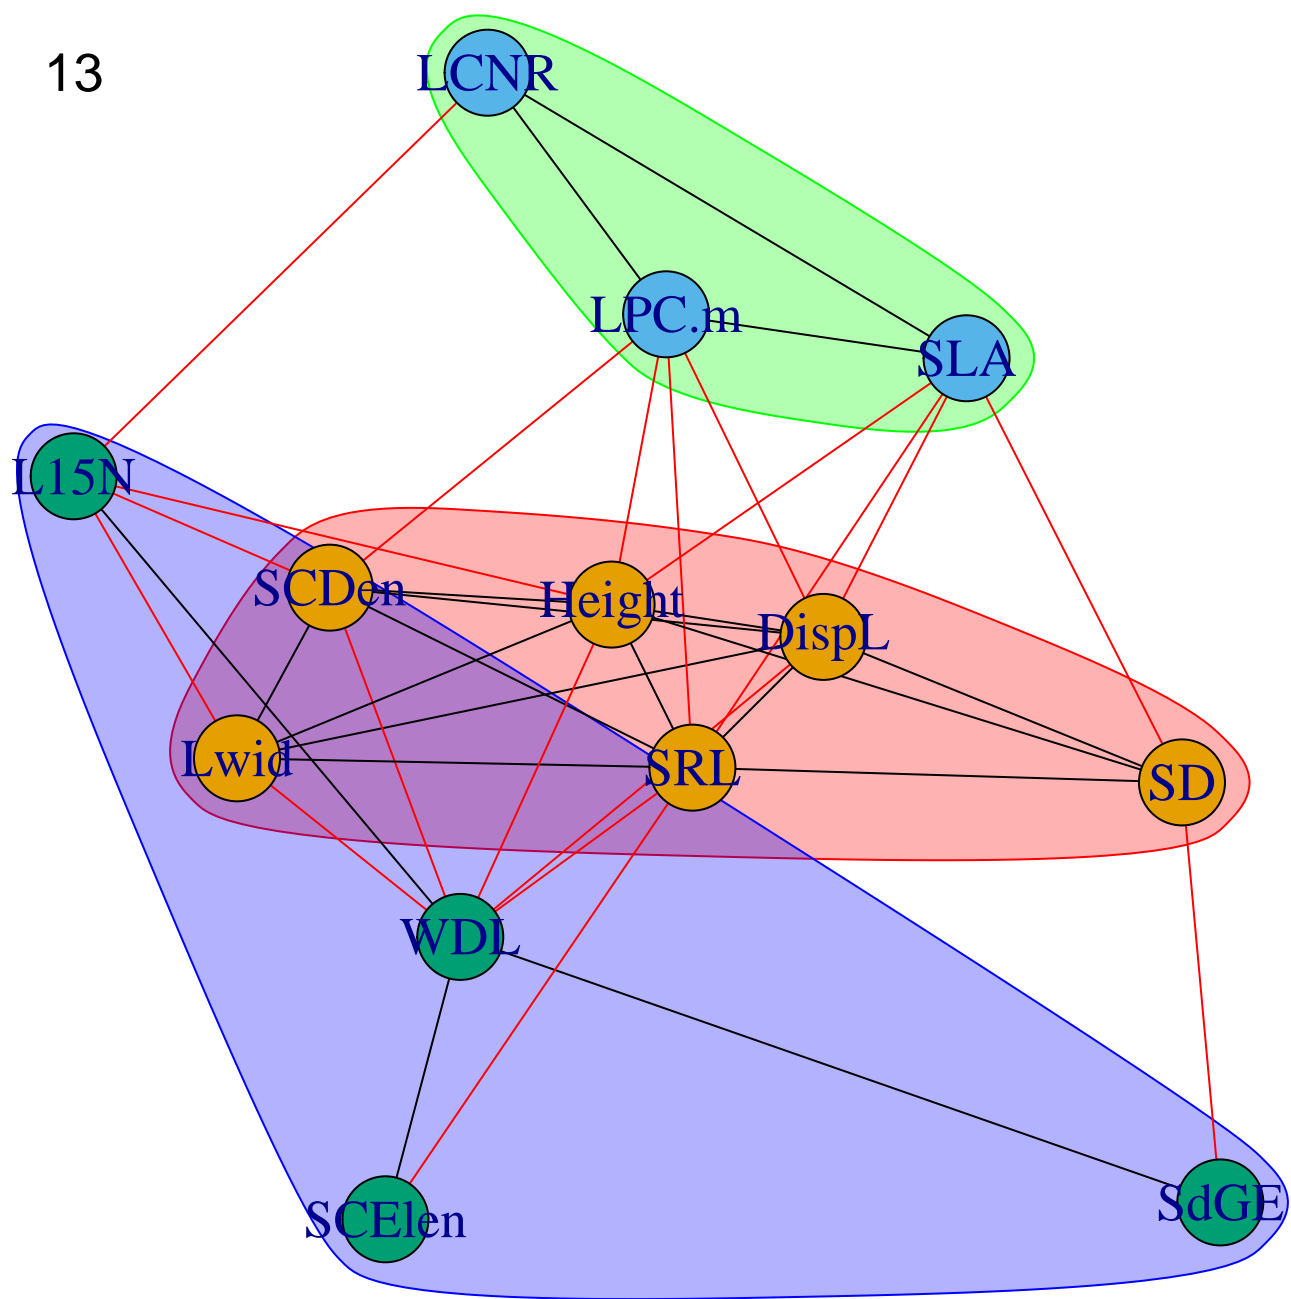 13
LCNR
LPC.m
SLA
L15N
SCDen
Height
DispL
Lwid
SRL
SD
WDL
SCElen
SdGE